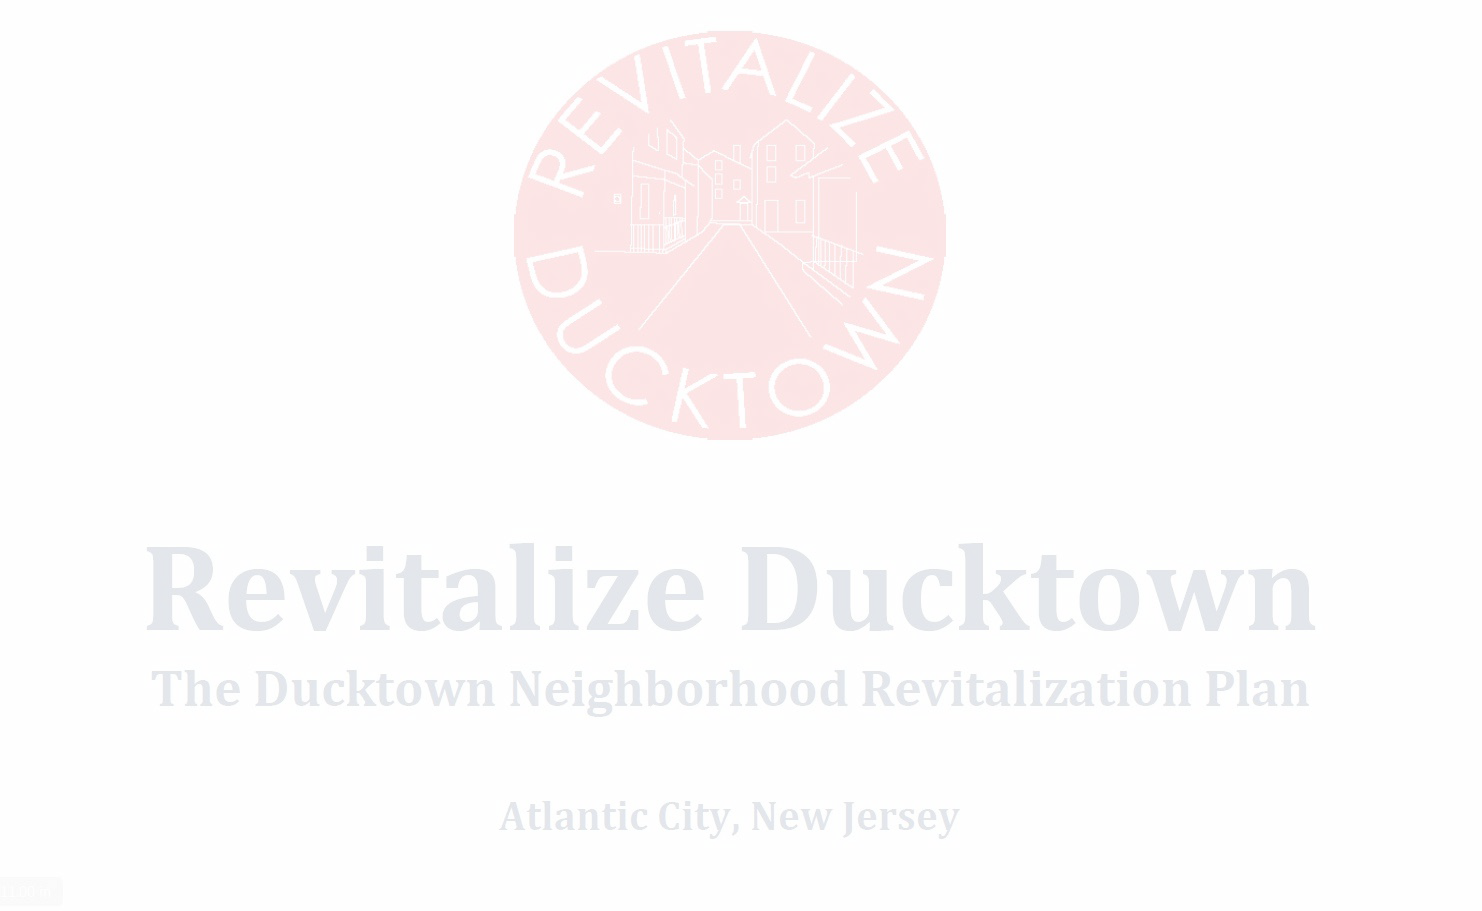 REVITALIZE
DUCKTOWN
Revitalize Ducktown
The Ducktown Neighborhood Revitalization Plan
Atlantic City, New Jersey